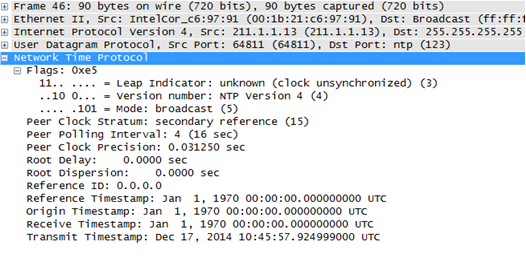 Frame 46: 90 bytes on wire (720 bits), 90 bytes captured (720 bits)
Ethernet II, Src: IntelCor_c6:97:91 (00:1b:21:c6:97:91), Dst: Broadcast (ff:ff:f
Internet Protocol Version 4, Src: 211.1.1.13 (211.1.1.13), Dst: 255.255.255.255
User Datagram Protocol, Src Port: 64811 (64811), Dst Port: ntp (123)
Network Time Protocol
Flags: 0xe5
11.. .... = Leap Indicator: unknown (clock unsynchronized) (3)
..10 0... = Version number: NTP Version 4 (4)
.... .101 = Mode: broadcast (5)
Peer Clock Stratum: secondary reference (15)
Peer Polling Interval: 4 (16 sec)
Peer Clock Precision: 0.031250 sec
Root Delay: 0.0000 sec
Root Dispersion: 0.0000 sec
Reference ID: 0.0.0.0
Reference Timestamp: Jan 1, 1970 00:00:00.000000000 UTC
Origin Timestamp: Jan 1, 1970 00:00:00.000000000 UTC
Receive Timestamp: Jan 1, 1970 00:00:00.000000000 UTC
Transmit Timestamp: Dec 17, 2014 10:45:57.924999000 UTC